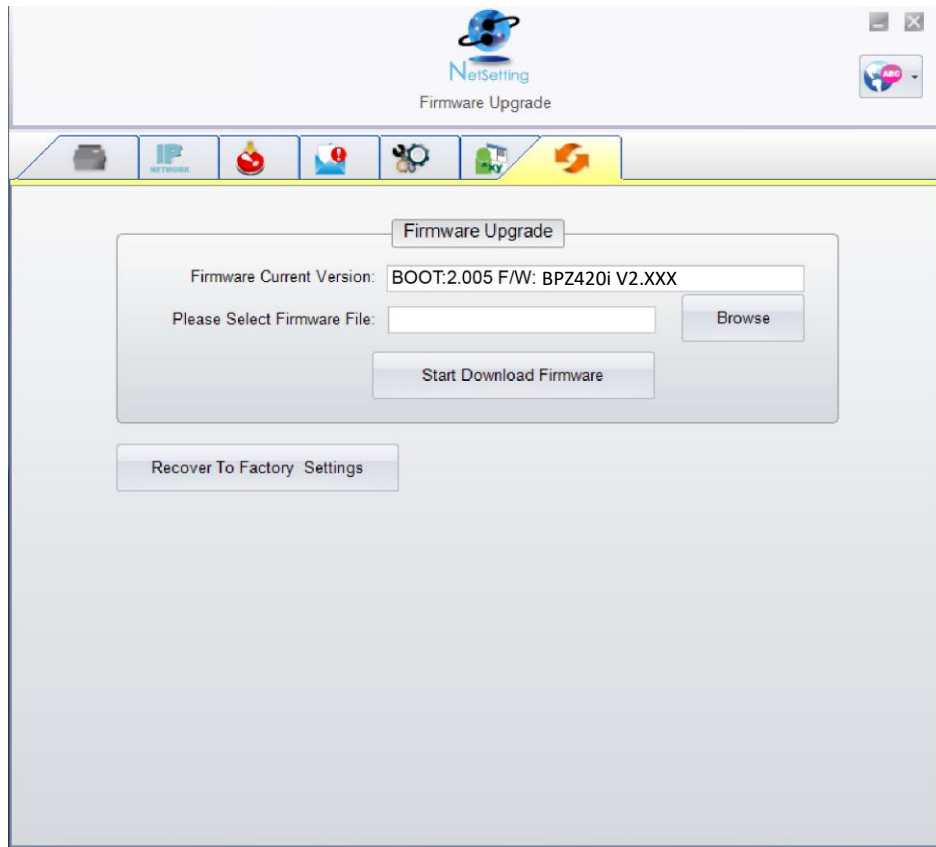 NetSetting
Firmware Upgrade
ABC
IP
NETWORK
Firmware Upgrade
Firmware Current Version: BOOT:2.005 F/W: BPZ420i V2.XXX
Please Select Firmware File: Browse
Start Download Firmware
Recover To Factory Settings